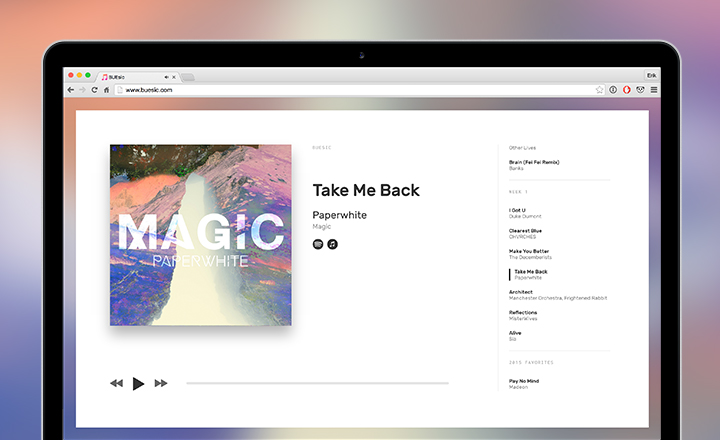 BUEsic
Erik
www.buesic.com
MAGIC
PAPERWHITE
BUESIC
Take Me Back
Paperwhite
Magic
Other Lives
Brain (Fei Fei Remix)
Banks
I Got U
Duke Dumont
Clearest Blue
CHVRCHES
Make You Better
The Decemberists
Take Me Back
Paperwhite
Architect
Manchester Orchestra, Frightened Rabbit
Reflections
MisterWives
Alive
Sia
2015 FAVORITES
Pay No Mind
Madeon